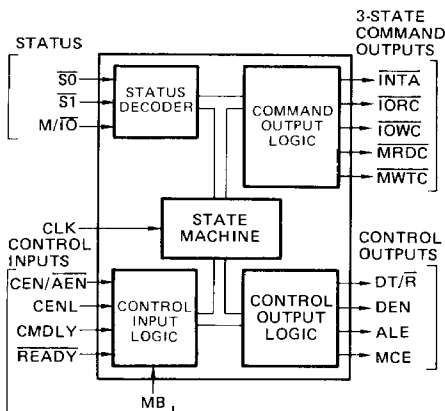 STATUS
S0
S1
M/IO
STATUS
DECODER
3-STATE
COMMAND
OUTPUTS
COMMAND
OUTPUT
LOGIC
INTA
IORC
IOWC
MRDC
MWTC
CLK
STATE
MACHINE
CONTROL
INPUTS
CEN/AEN
CENL
CMDLY
READY
CONTROL
INPUT
LOGIC
MB
CONTROL
OUTPUT
LOGIC
CONTROL
OUTPUTS
DT/R
DEN
ALE
MCE